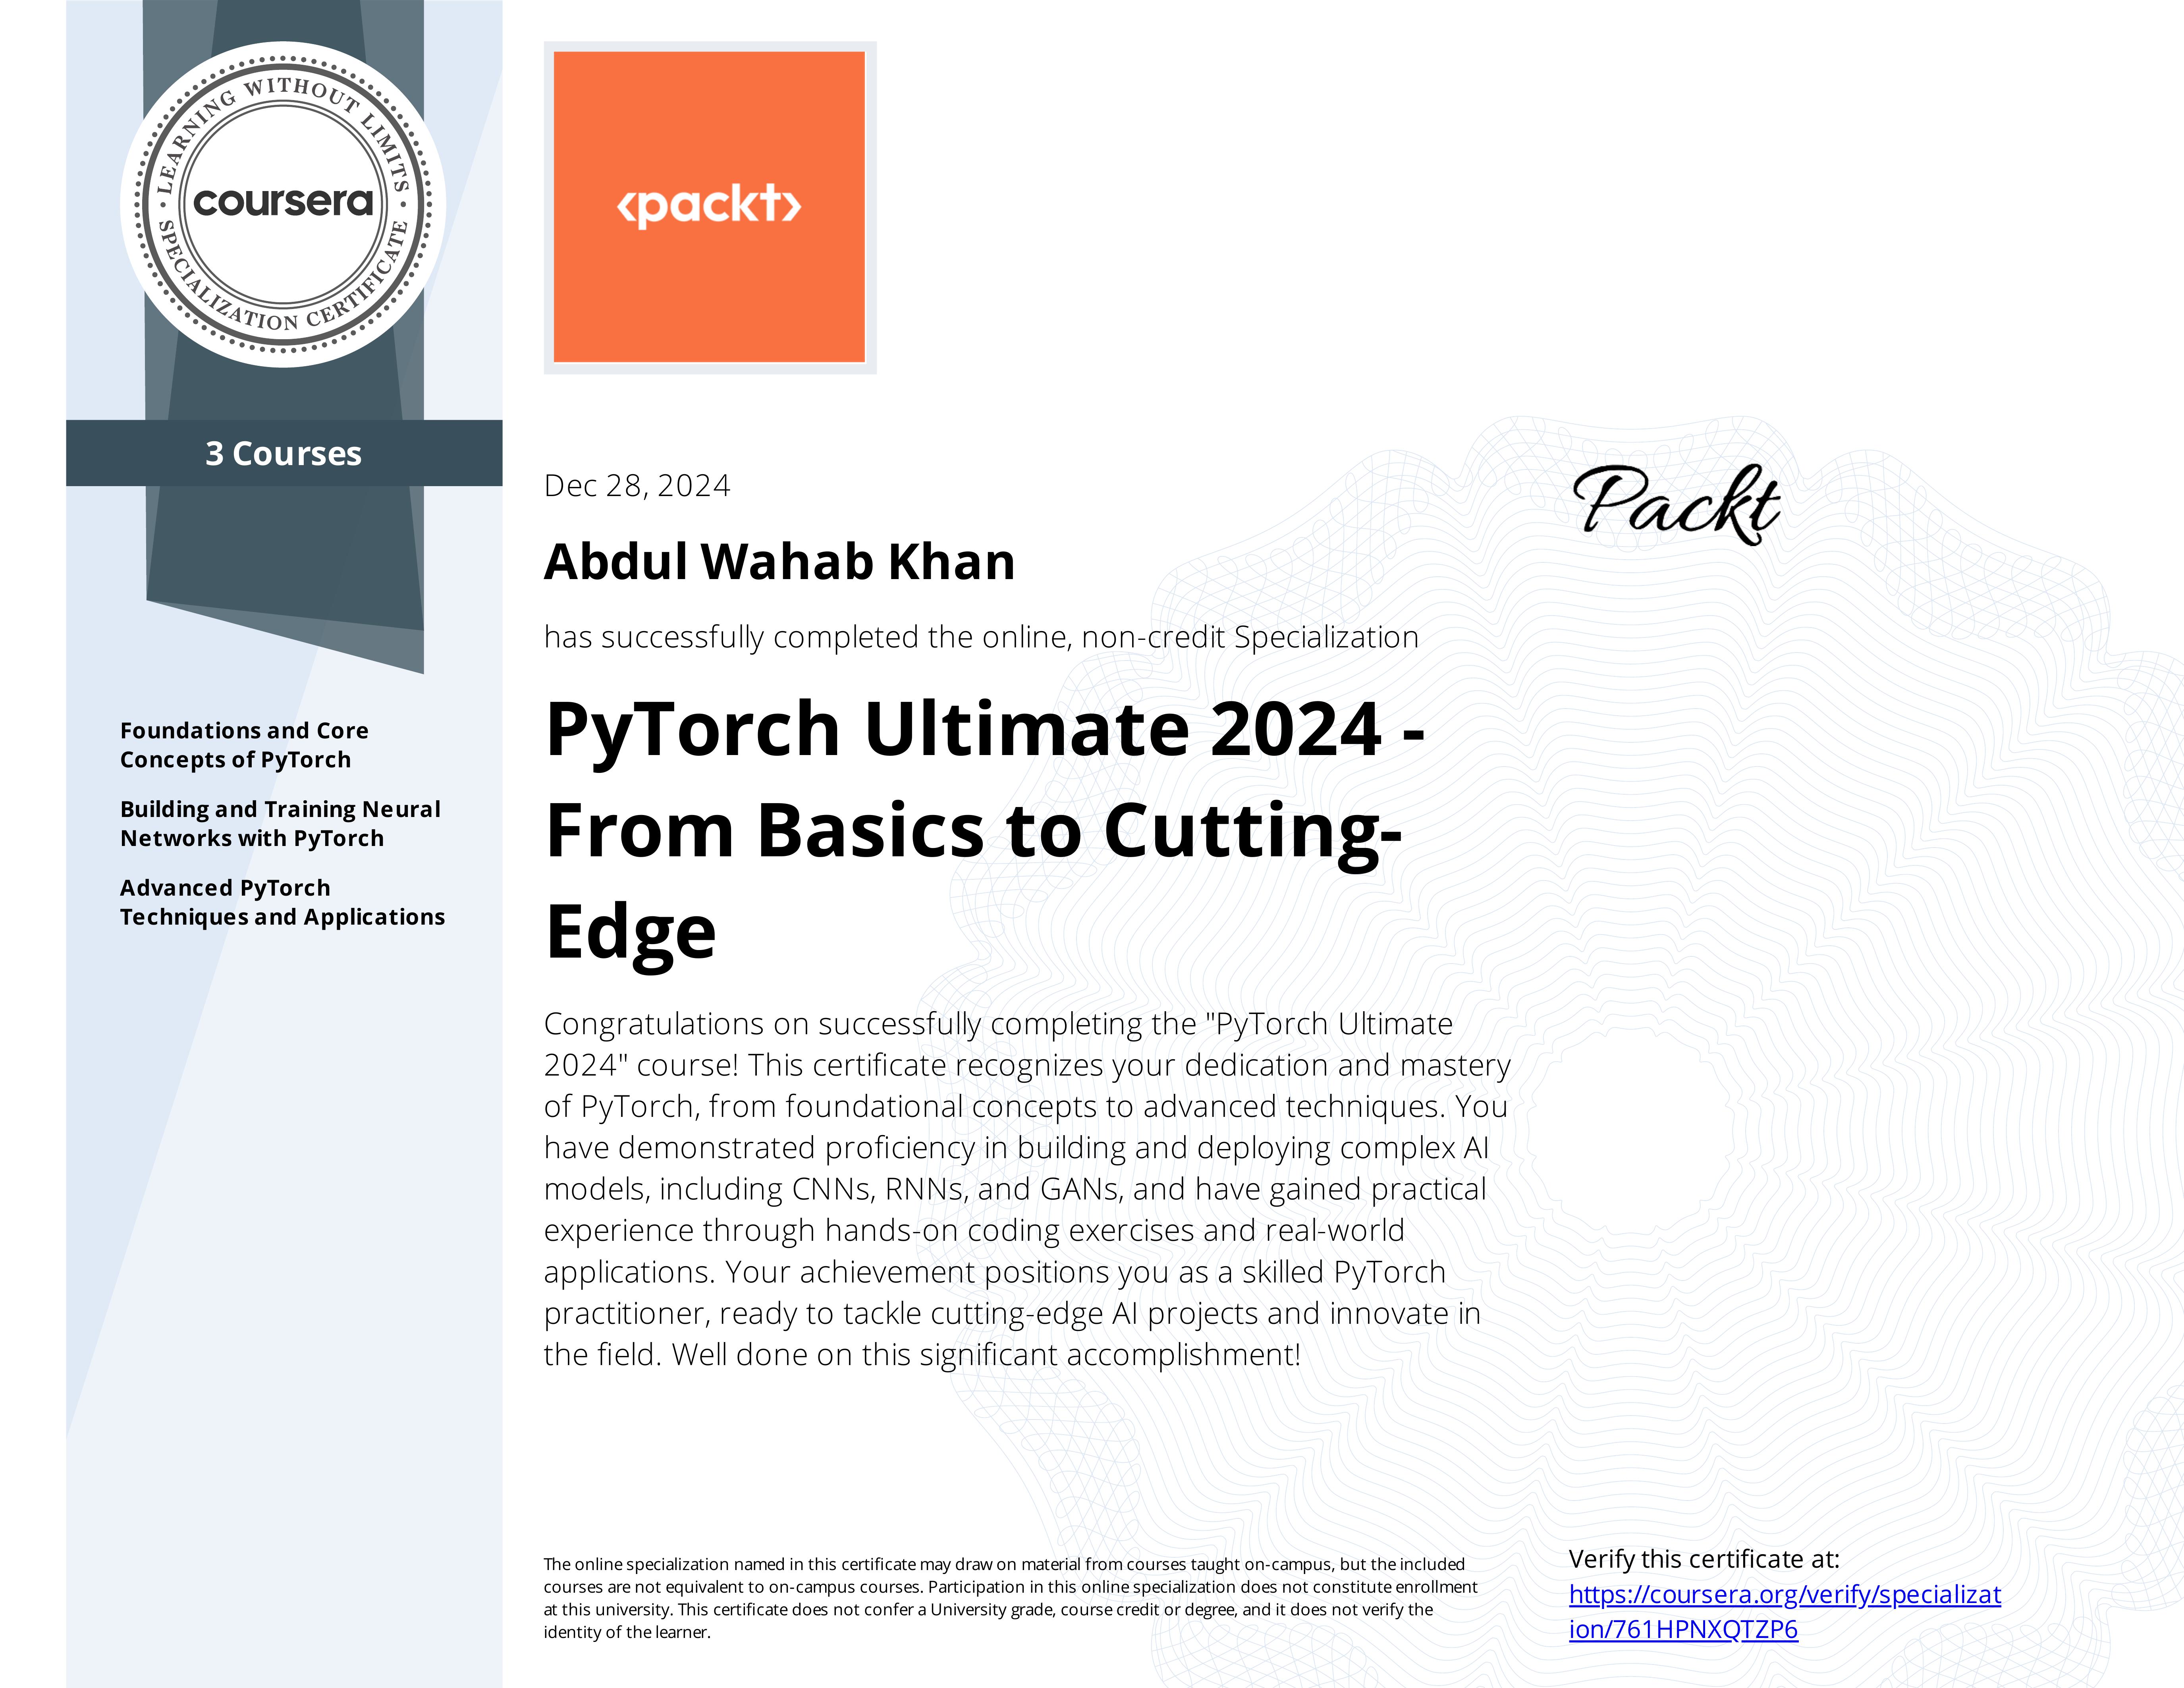 LEARNING WITHOUT LIMITS
coursera
SPECIALIZATION CERTIFICATE
3 Courses
Foundations and Core
Concepts of PyTorch
Building and Training Neural
Networks with PyTorch
Advanced PyTorch
Techniques and Applications
<packt>
Dec 28, 2024
Packt
Abdul Wahab Khan
has successfully completed the online, non-credit Specialization
PyTorch Ultimate 2024 -
From Basics to Cutting-
Edge
Congratulations on successfully completing the "PyTorch Ultimate
2024" course! This certificate recognizes your dedication and mastery
of PyTorch, from foundational concepts to advanced techniques. You
have demonstrated proficiency in building and deploying complex AI
models, including CNNs, RNNs, and GANs, and have gained practical
experience through hands-on coding exercises and real-world
applications. Your achievement positions you as a skilled PyTorch
practitioner, ready to tackle cutting-edge AI projects and innovate in
the field. Well done on this significant accomplishment!
The online specialization named in this certificate may draw on material from courses taught on-campus, but the included
courses are not equivalent to on-campus courses. Participation in this online specialization does not constitute enrollment
at this university. This certificate does not confer a University grade, course credit or degree, and it does not verify the
identity of the learner.
Verify this certificate at:
https://coursera.org/verify/specializat
ion/761HPNXQTZP6